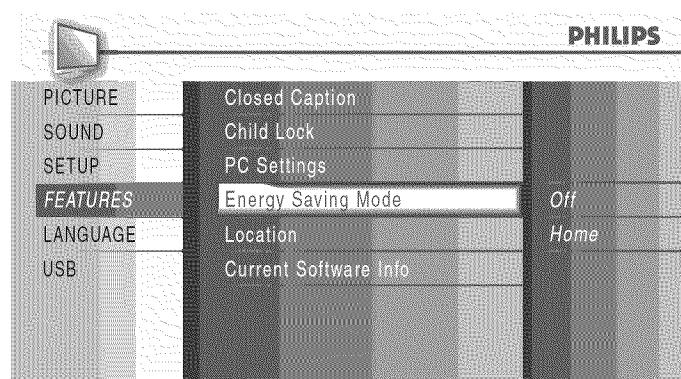 PHILIPS
PICTURE
SOUND
SETUP
FEATURES
LANGUAGE
USB
Closed Caption
Child Lock
PC Settings
Energy Saving Mode
Location
Current Software Info
Off
Home